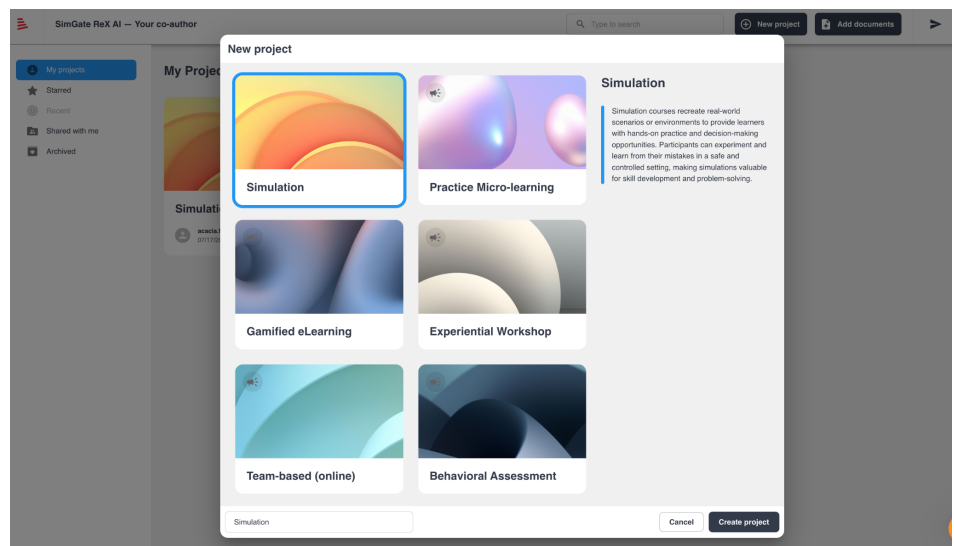 SimGate ReX AI — Your co-author
Type to search
New project
Add documents
My projects
Starred
Recent
Shared with me
Archived
My Projec
Simulati
acacia.
07/17/20
New project
Simulation
Practice Micro-learning
Gamified eLearning
Experiential Workshop
Team-based (online)
Behavioral Assessment
Simulation
Simulation courses recreate real-world
scenarios or environments to provide learners
with hands-on practice and decision-making
opportunities. Participants can experiment and
learn from their mistakes in a safe and
controlled setting, making simulations valuable
for skill development and problem-solving.
Simulation
Cancel
Create project